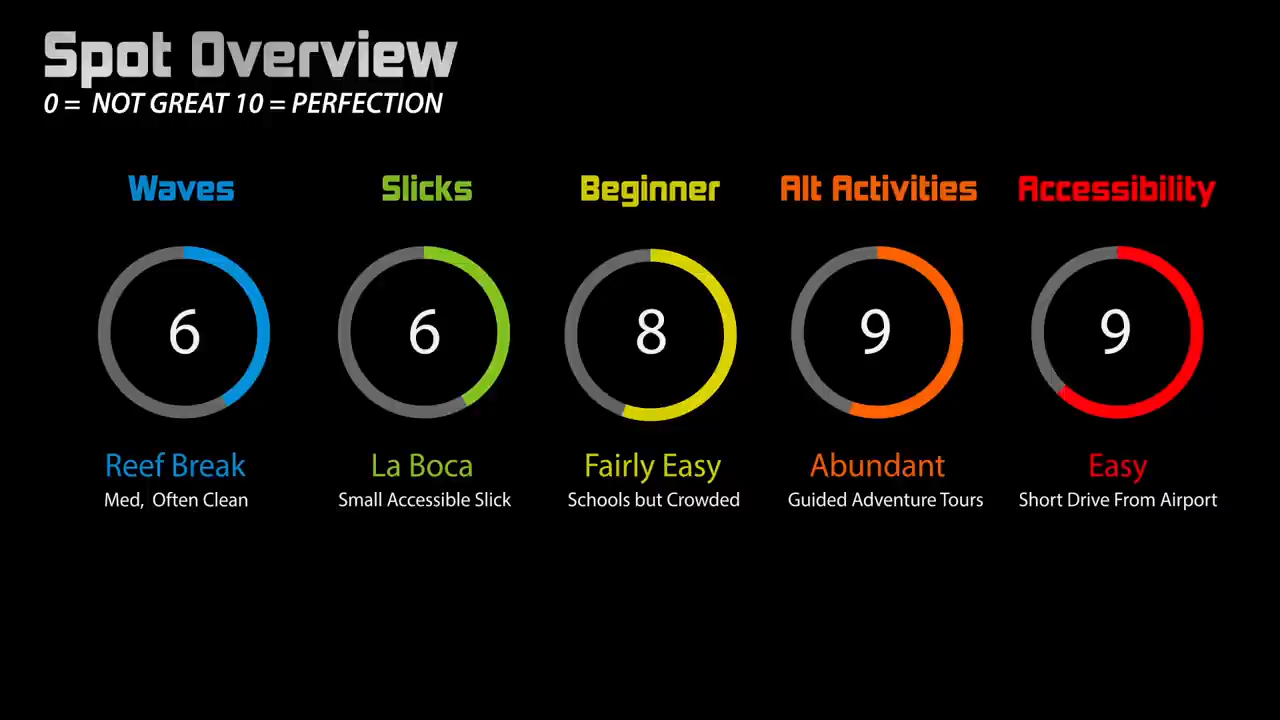 Spot Overview
0 = NOT GREAT 10 = PERFECTION
Waves
Slicks
Beginner
Alt Activities
Accessibility
6
6
8
9
9
Reef Break
La Boca
Fairly Easy
Abundant
Easy
Med, Often Clean
Small Accessible Slick
Schools but Crowded
Guided Adventure Tours
Short Drive From Airport